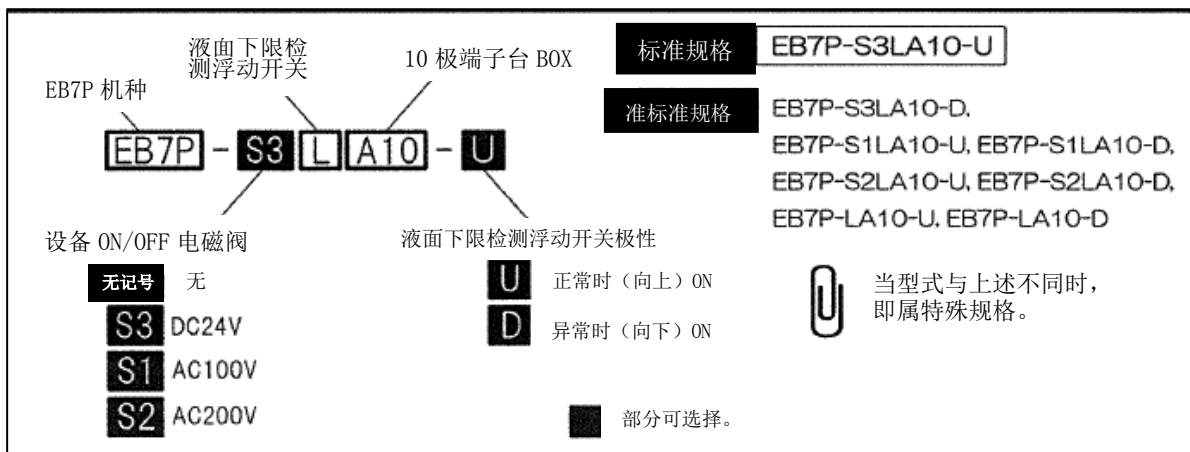 液面下限检
测浮动开关
10 极端子台 BOX
EB7P 机种
EB7P - S3 L A10 - U
设备 ON/OFF 电磁阀
无记号 无
S3 DC24V
S1 AC100V
S2 AC200V
液面下限检测浮动开关极性
U 正常时（向上）ON
D 异常时（向下）ON
部分可选择。
标准规格 EB7P-S3LA10-U
准标准规格 EB7P-S3LA10-D,
EB7P-S1LA10-U, EB7P-S1LA10-D,
EB7P-S2LA10-U, EB7P-S2LA10-D,
EB7P-LA10-U, EB7P-LA10-D
当型式与上述不同时，
即属特殊规格。